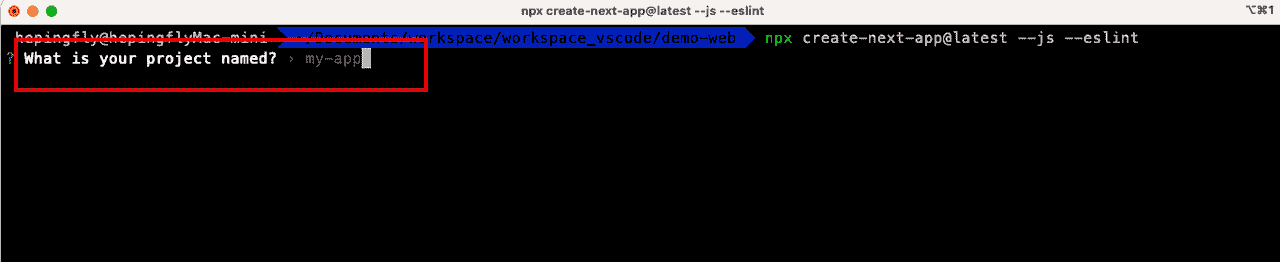 npx create-next-app@latest --js --eslint
⌥⌘1
hepingfly@hepingflyMac-mini ~/Documents/workspace/workspace_vscode/demo-web npx create-next-app@latest --js --eslint
? What is your project named? › my-app